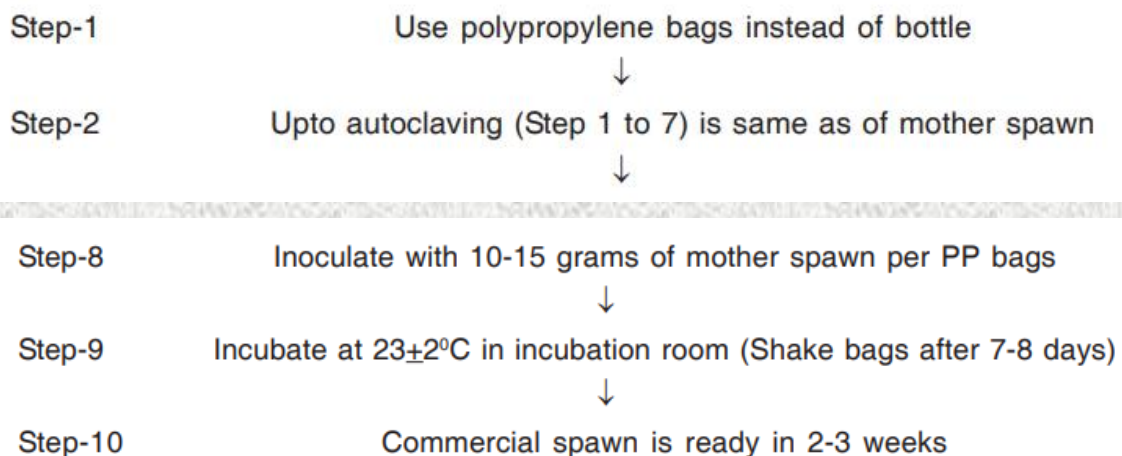 Step-1 Use polypropylene bags instead of bottle
↓
Step-2 Upto autoclaving (Step 1 to 7) is same as of mother spawn
↓
Step-8 Inoculate with 10-15 grams of mother spawn per PP bags
↓
Step-9 Incubate at 23±2⁰C in incubation room (Shake bags after 7-8 days)
↓
Step-10 Commercial spawn is ready in 2-3 weeks